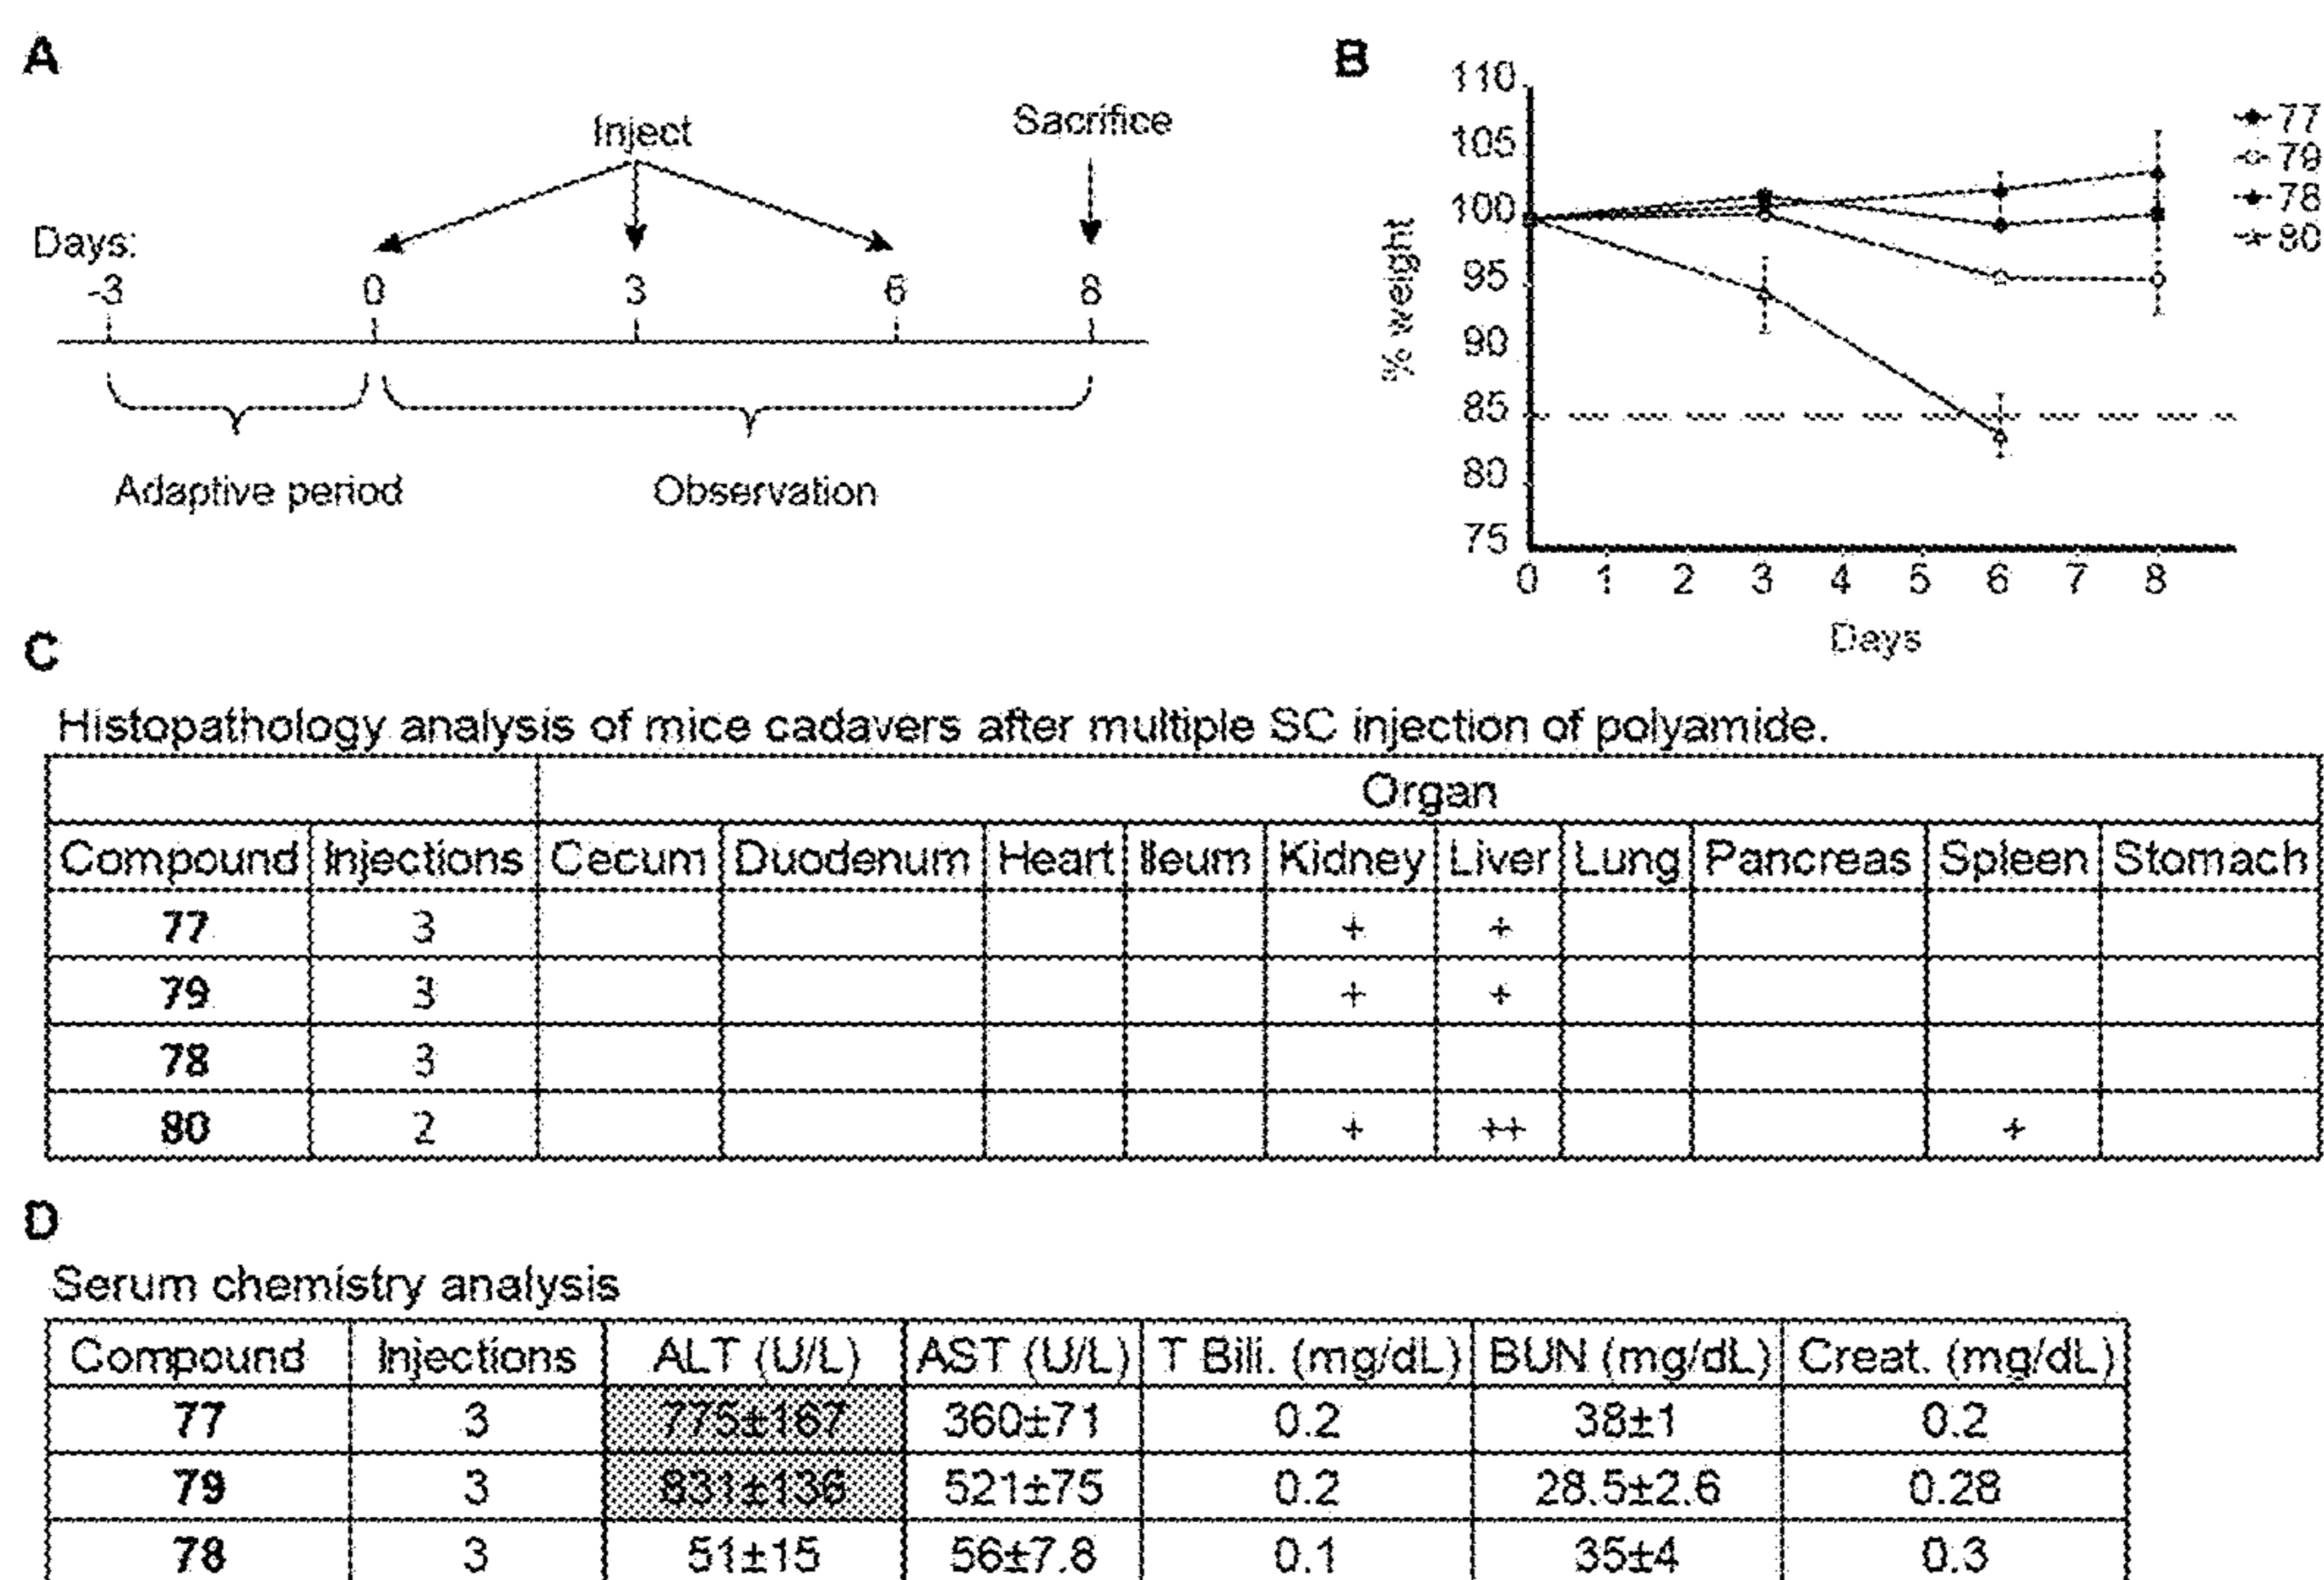 A
Inject
Sacrifice
Days:
-3 0 3 6 8
Adaptive period
Observation
B
110
105
100
95
90
85
80
75
% weight
0 1 2 3 4 5 6 7 8
Days
77
79
78
80
C
Histopathology analysis of mice cadavers after multiple SC injection of polyamide.
Organ
Compound Injections Cecum Duodenum Heart Ileum Kidney Liver Lung Pancreas Spleen Stomach
77 3 + +
79 3 + +
78 3
80 2 + ++ +
D
Serum chemistry analysis
Compound Injections ALT (U/L) AST (U/L) T Bili. (mg/dL) BUN (mg/dL) Creat. (mg/dL)
77 3 775±167 360±71 0.2 38±1 0.2
79 3 831±136 521±75 0.2 28.5±2.6 0.28
78 3 51±15 56±7.8 0.1 35±4 0.3